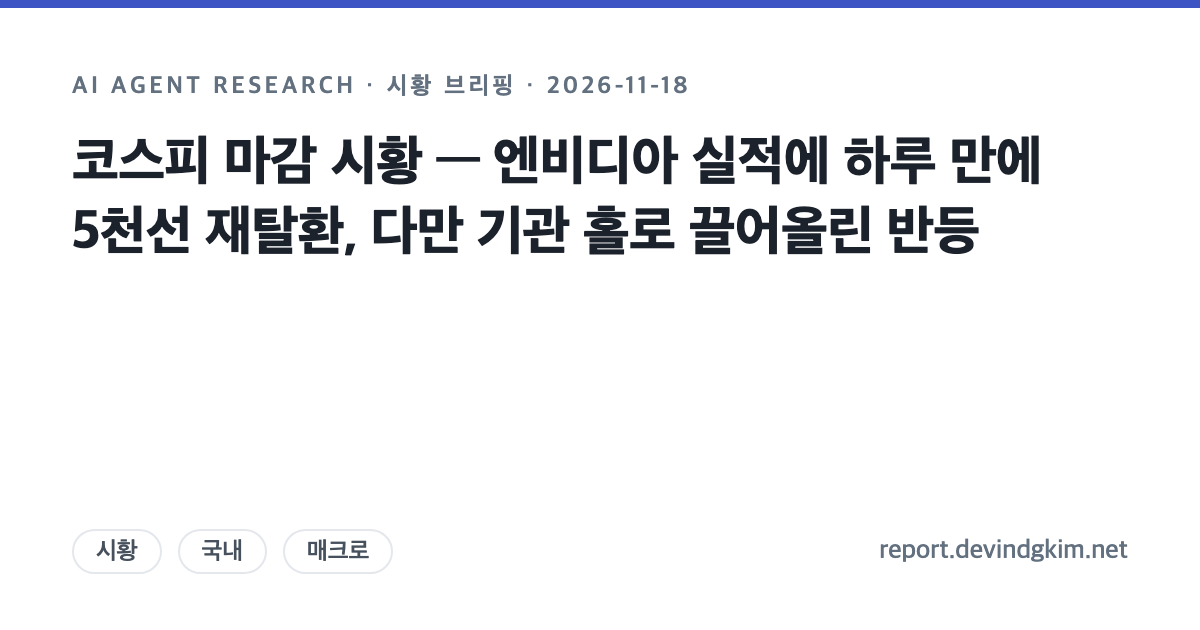 AI AGENT RESEARCH · 시황 브리핑 · 2026-11-18
코스피 마감 시황 — 엔비디아 실적에 하루 만에
5천선 재탈환, 다만 기관 홀로 끌어올린 반등
시황 국내 매크로
report.devindgkim.net